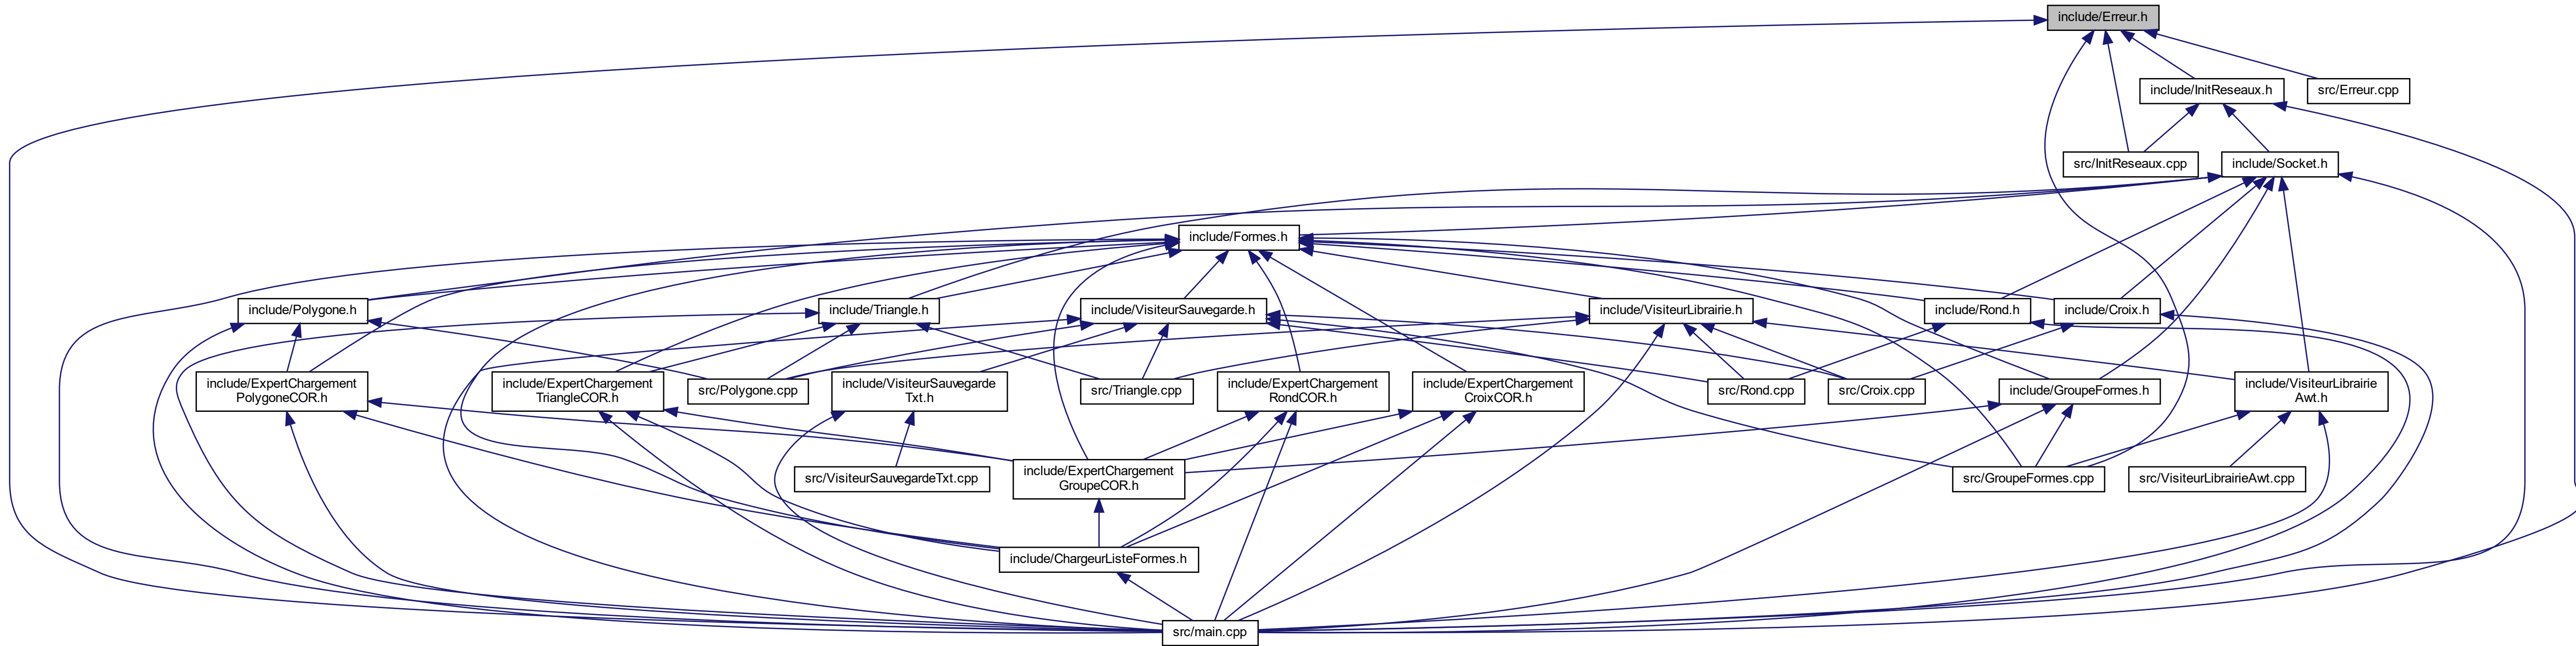 include/Erreur.h
include/InitReseaux.h
src/Erreur.cpp
src/InitReseaux.cpp
include/Socket.h
include/Formes.h
include/Polygone.h
include/Triangle.h
include/VisiteurSauvegarde.h
include/VisiteurLibrairie.h
include/Rond.h
include/Croix.h
include/ExpertChargement
PolygoneCOR.h
include/ExpertChargement
TriangleCOR.h
src/Polygone.cpp
include/VisiteurSauvegarde
Txt.h
src/Triangle.cpp
include/ExpertChargement
RondCOR.h
include/ExpertChargement
CroixCOR.h
src/Rond.cpp
src/Croix.cpp
include/GroupeFormes.h
include/VisiteurLibrairie
Awt.h
src/VisiteurSauvegardeTxt.cpp
include/ExpertChargement
GroupeCOR.h
src/GroupeFormes.cpp
src/VisiteurLibrairieAwt.cpp
include/ChargeurListeFormes.h
src/main.cpp